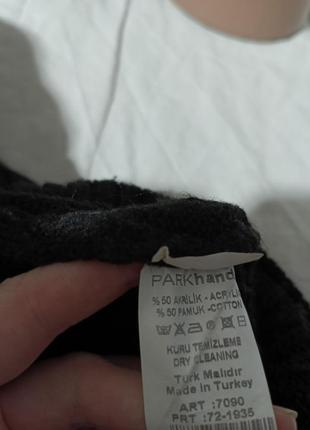 PARKhand
% 50 AKRİLİK - ACRYLI
% 50 PAMUK - COTTON
KURU TEMİZLEME
DRY CLEANING
Türk Malıdır
Made in Turkey
ART : 7090
PRT : 72-1935